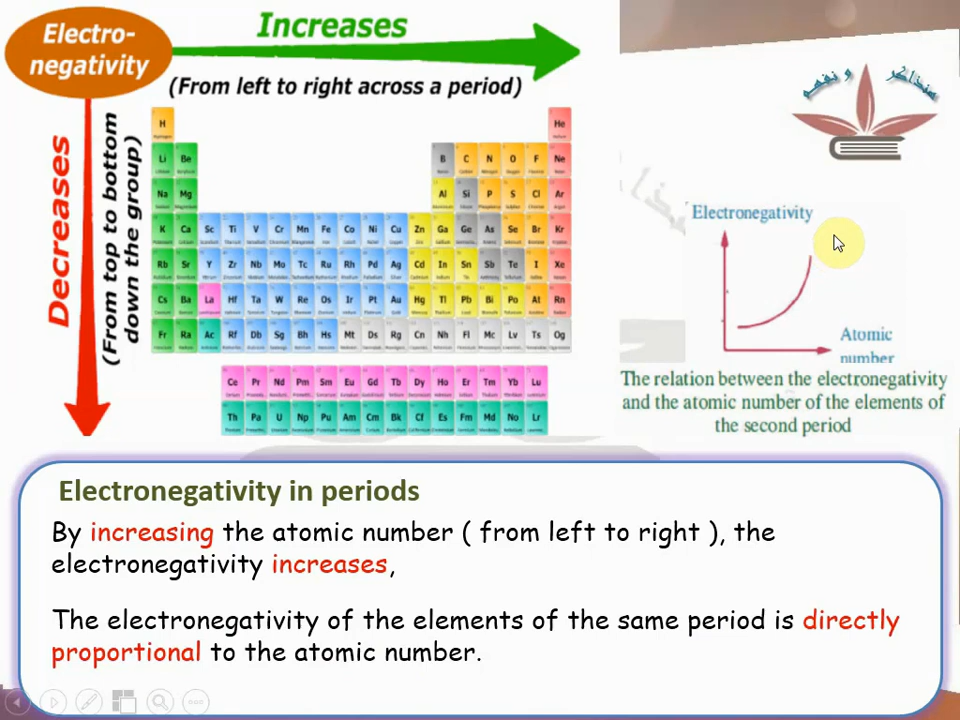 Electro-
negativity
Increases
(From left to right across a period)
Decreases
(From top to bottom
down the group)
H He
Li Be B C N O F Ne
Na Mg Al Si P S Cl Ar
K Ca Sc Ti V Cr Mn Fe Co Ni Cu Zn Ga Ge As Se Br Kr
Rb Sr Y Zr Nb Mo Tc Ru Rh Pd Ag Cd In Sn Sb Te I Xe
Cs Ba La Hf Ta W Re Os Ir Pt Au Hg Tl Pb Bi Po At Rn
Fr Ra Ac Rf Db Sg Bh Hs Mt Ds Rg Cn Nh Fl Mc Lv Ts Og
Ce Pr Nd Pm Sm Eu Gd Tb Dy Ho Er Tm Yb Lu
Th Pa U Np Pu Am Cm Bk Cf Es Fm Md No Lr
Electronegativity
Atomic
number
The relation between the electronegativity
and the atomic number of the elements of
the second period
Electronegativity in periods
By increasing the atomic number ( from left to right ), the
electronegativity increases,
The electronegativity of the elements of the same period is directly
proportional to the atomic number.